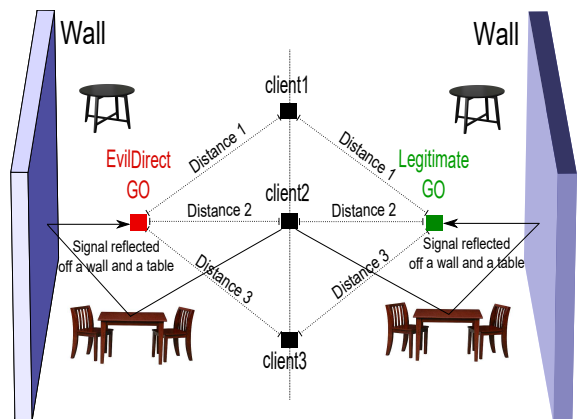 Wall
Wall
client1
Distance 1
Distance 1
EvilDirect
GO
Legitimate
GO
client2
Distance 2
Distance 2
Signal reflected
off a wall and a table
Signal reflected
off a wall and a table
Distance 3
Distance 3
client3